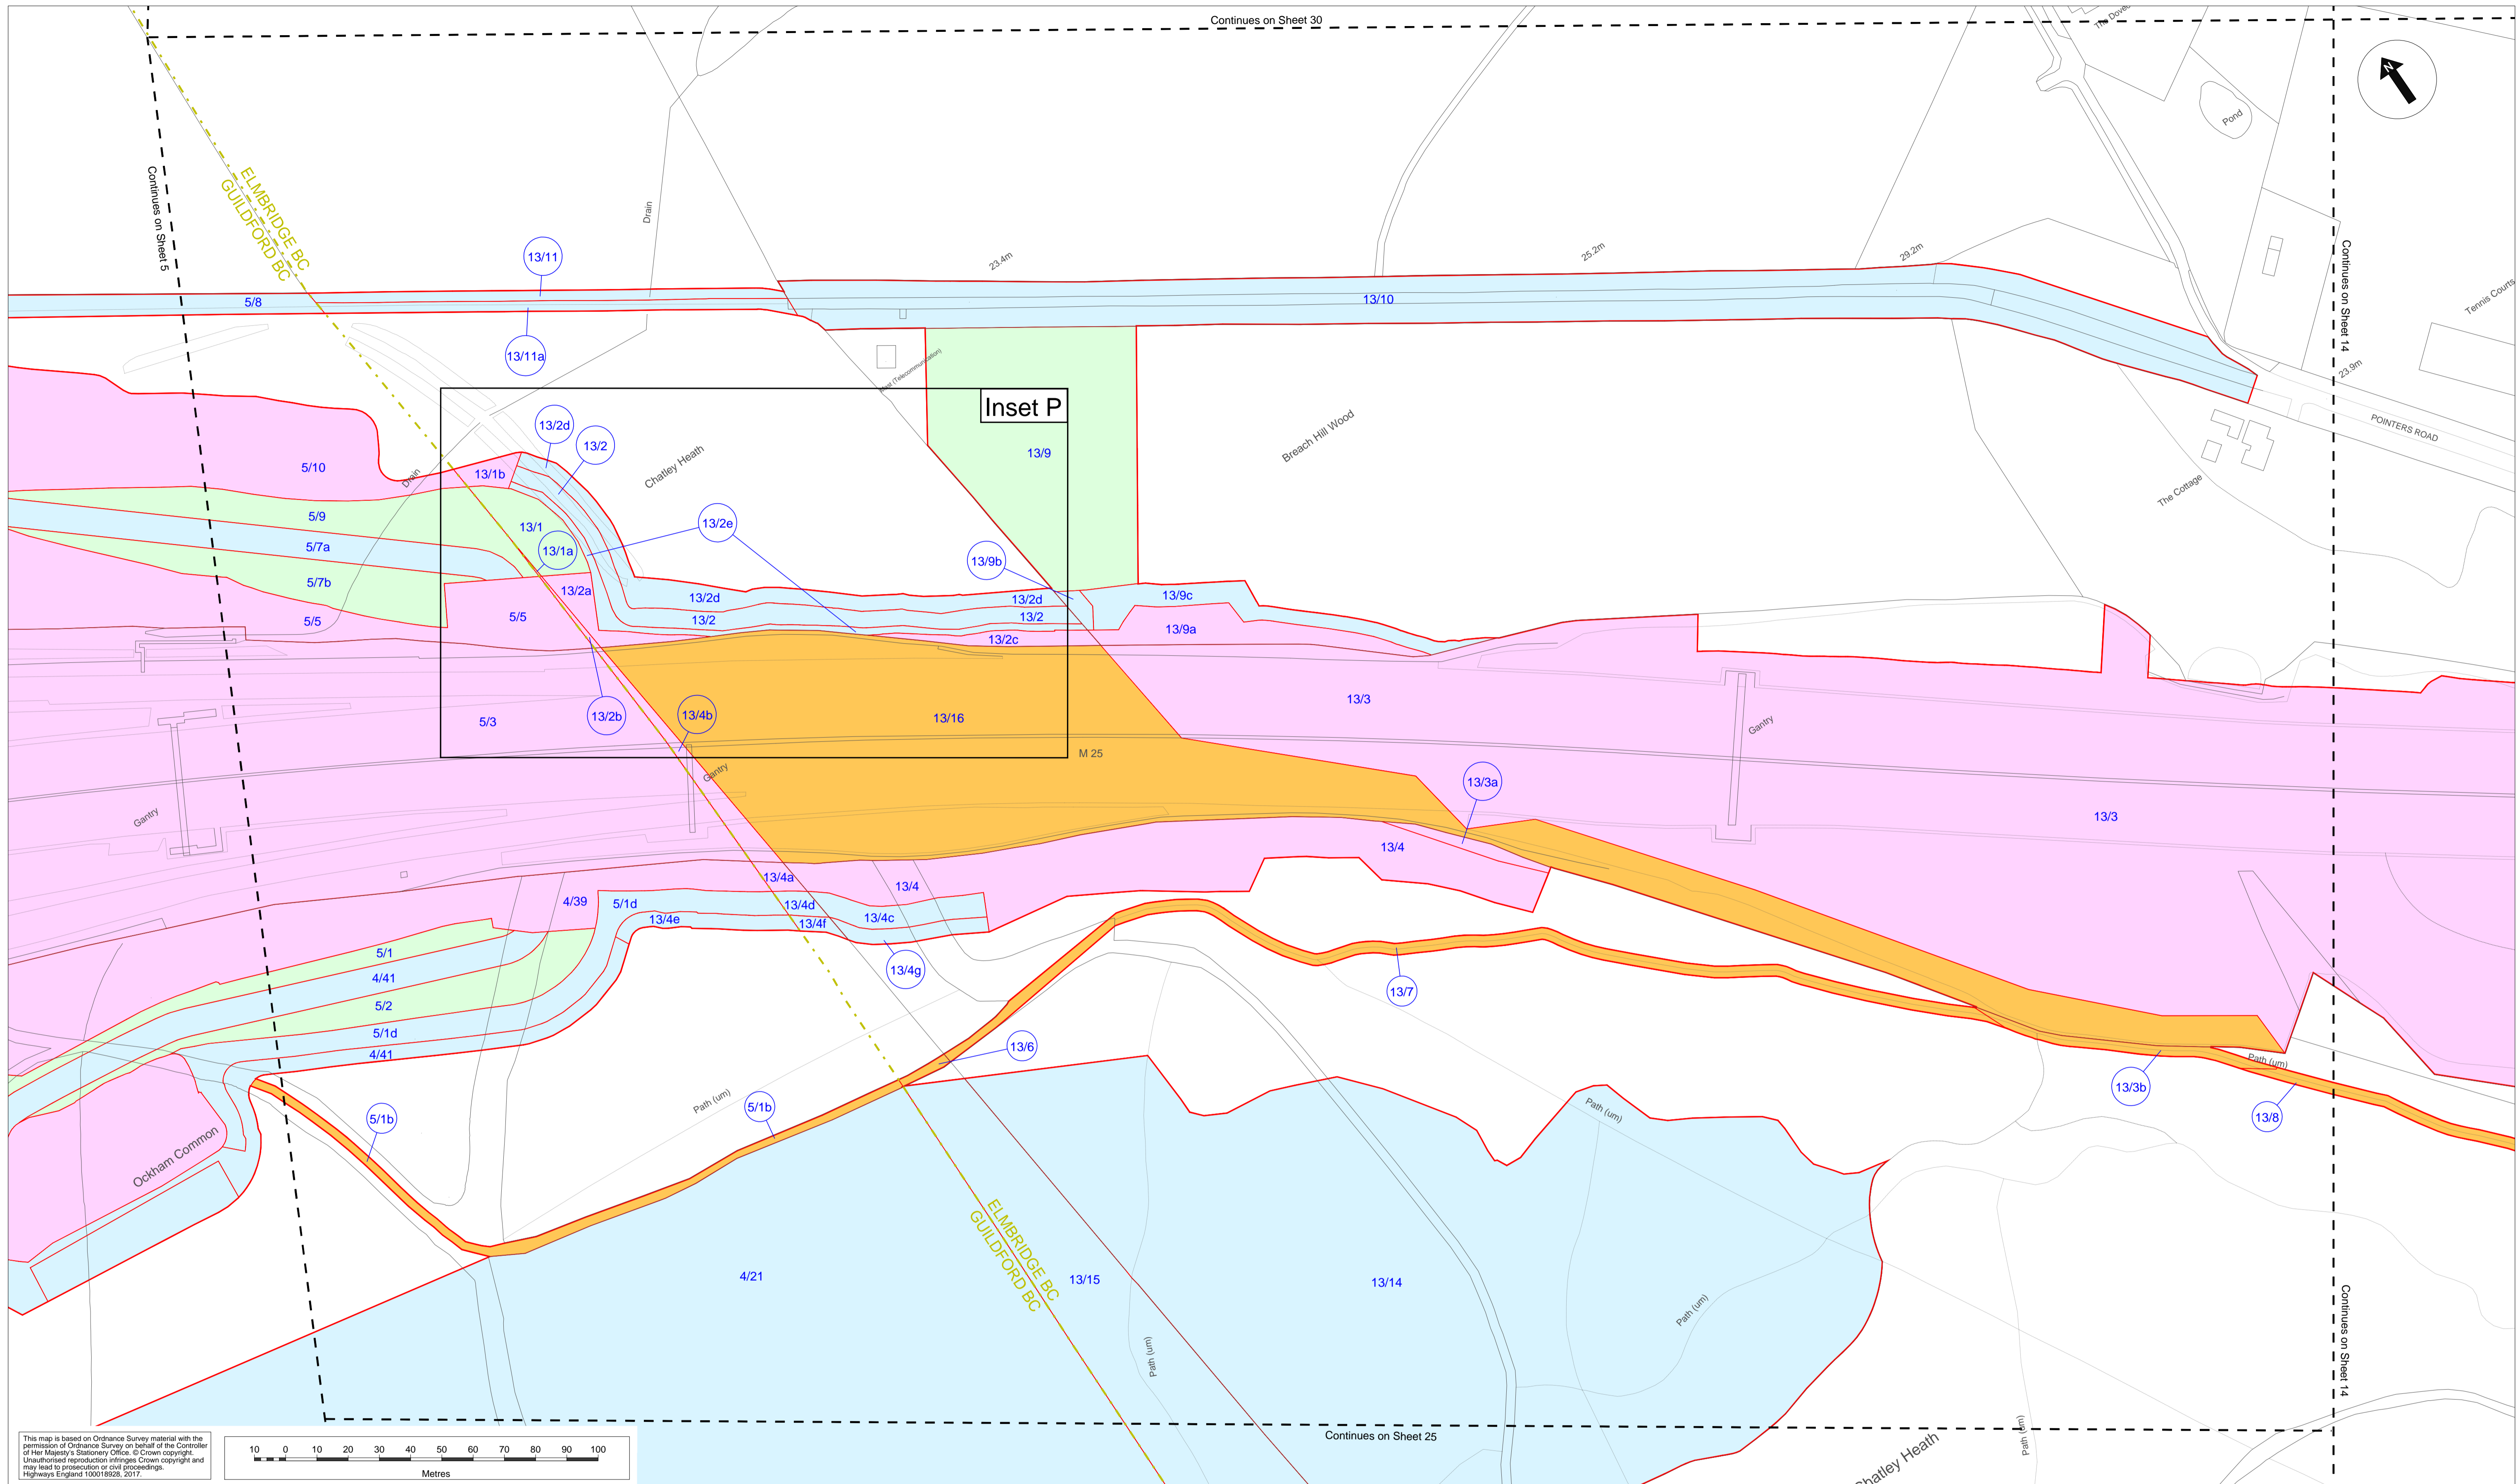 Continues on Sheet 30
The Dovec
N
Pond
Continues on Sheet 5
ELMBRIDGE BC
GUILDFORD BC
Drain
13/11
23.4m
25.2m
29.2m
Continues on Sheet 14
Tennis Courts
5/8
13/10
13/11a
Mast (Telecommunication)
23.9m
Inset P
POINTERS ROAD
13/2d
13/2
Breach Hill Wood
13/9
Chatley Heath
5/10
Drain
13/1b
The Cottage
5/9
13/1
13/2e
5/7a
13/1a
13/9b
5/7b
13/2a
13/2d
13/2d
13/9c
5/5
5/5
13/2
13/2
13/9a
13/2c
13/3
5/3
13/2b
13/4b
13/16
Gantry
M 25
Gantry
13/3a
Gantry
13/3
13/4
13/4a
13/4
4/39
5/1d
13/4d
13/4e
13/4f
13/4c
5/1
13/4g
4/41
13/7
5/2
5/1d
13/6
4/41
Path (um)
13/3b
13/8
Path (um)
5/1b
5/1b
Path (um)
Ockham Common
ELMBRIDGE BC
GUILDFORD BC
4/21
13/15
13/14
Path (um)
Path (um)
Continues on Sheet 14
Path (um)
Continues on Sheet 25
Chatley Heath
This map is based on Ordnance Survey material with the
permission of Ordnance Survey on behalf of the Controller
of Her Majesty's Stationery Office. © Crown copyright.
Unauthorised reproduction infringes Crown copyright and
may lead to prosecution or civil proceedings.
Highways England 100018928, 2017.
10 0 10 20 30 40 50 60 70 80 90 100
Metres